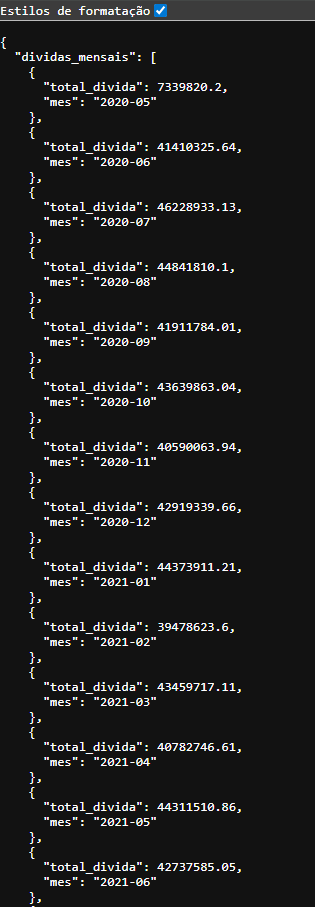 Estilos de formatação
{
  "dividas_mensais": [
    {
      "total_divida": 7339820.2,
      "mes": "2020-05"
    },
    {
      "total_divida": 41410325.64,
      "mes": "2020-06"
    },
    {
      "total_divida": 46228933.13,
      "mes": "2020-07"
    },
    {
      "total_divida": 44841810.1,
      "mes": "2020-08"
    },
    {
      "total_divida": 41911784.01,
      "mes": "2020-09"
    },
    {
      "total_divida": 43639863.04,
      "mes": "2020-10"
    },
    {
      "total_divida": 40590063.94,
      "mes": "2020-11"
    },
    {
      "total_divida": 42919339.66,
      "mes": "2020-12"
    },
    {
      "total_divida": 44373911.21,
      "mes": "2021-01"
    },
    {
      "total_divida": 39478623.6,
      "mes": "2021-02"
    },
    {
      "total_divida": 43459717.11,
      "mes": "2021-03"
    },
    {
      "total_divida": 40782746.61,
      "mes": "2021-04"
    },
    {
      "total_divida": 44311510.86,
      "mes": "2021-05"
    },
    {
      "total_divida": 42737585.05,
      "mes": "2021-06"
    },